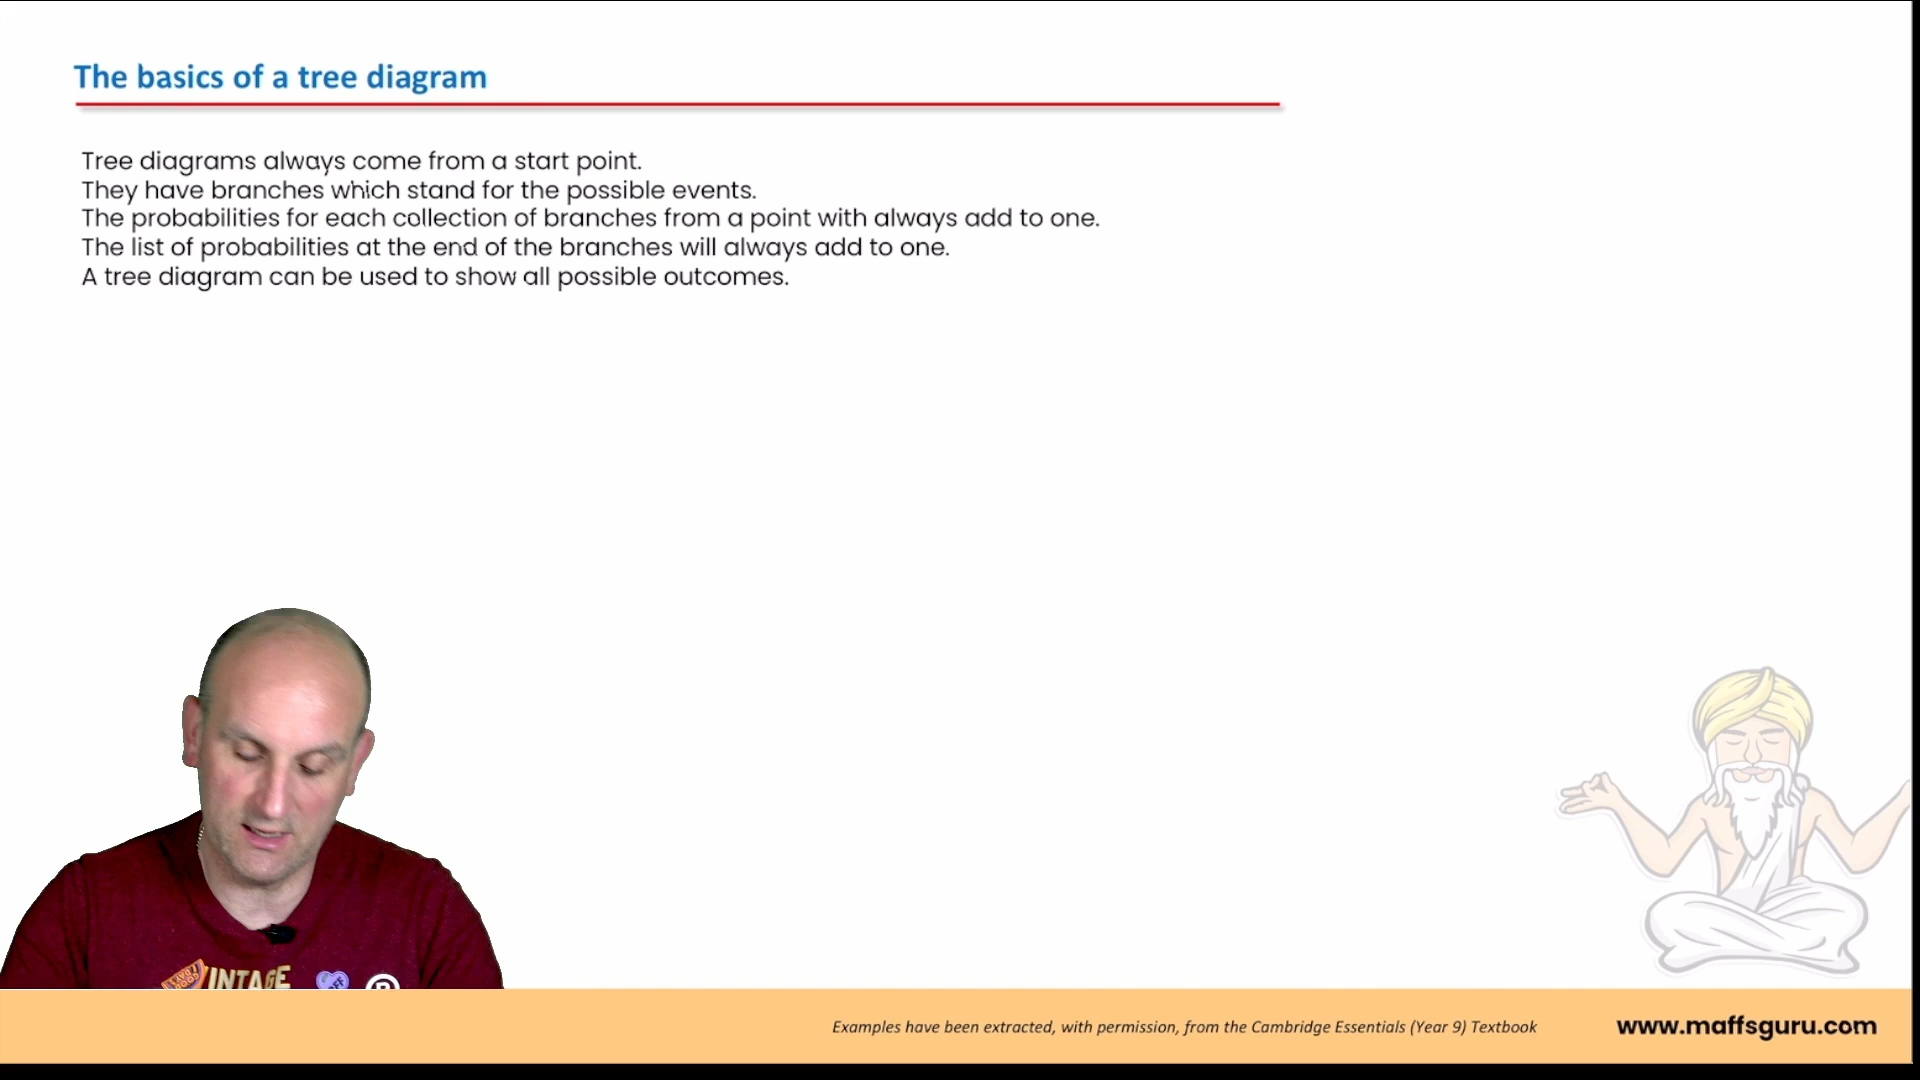 The basics of a tree diagram
Tree diagrams always come from a start point.
They have branches which stand for the possible events.
The probabilities for each collection of branches from a point with always add to one.
The list of probabilities at the end of the branches will always add to one.
A tree diagram can be used to show all possible outcomes.
Examples have been extracted, with permission, from the Cambridge Essentials (Year 9) Textbook
www.maffsguru.com